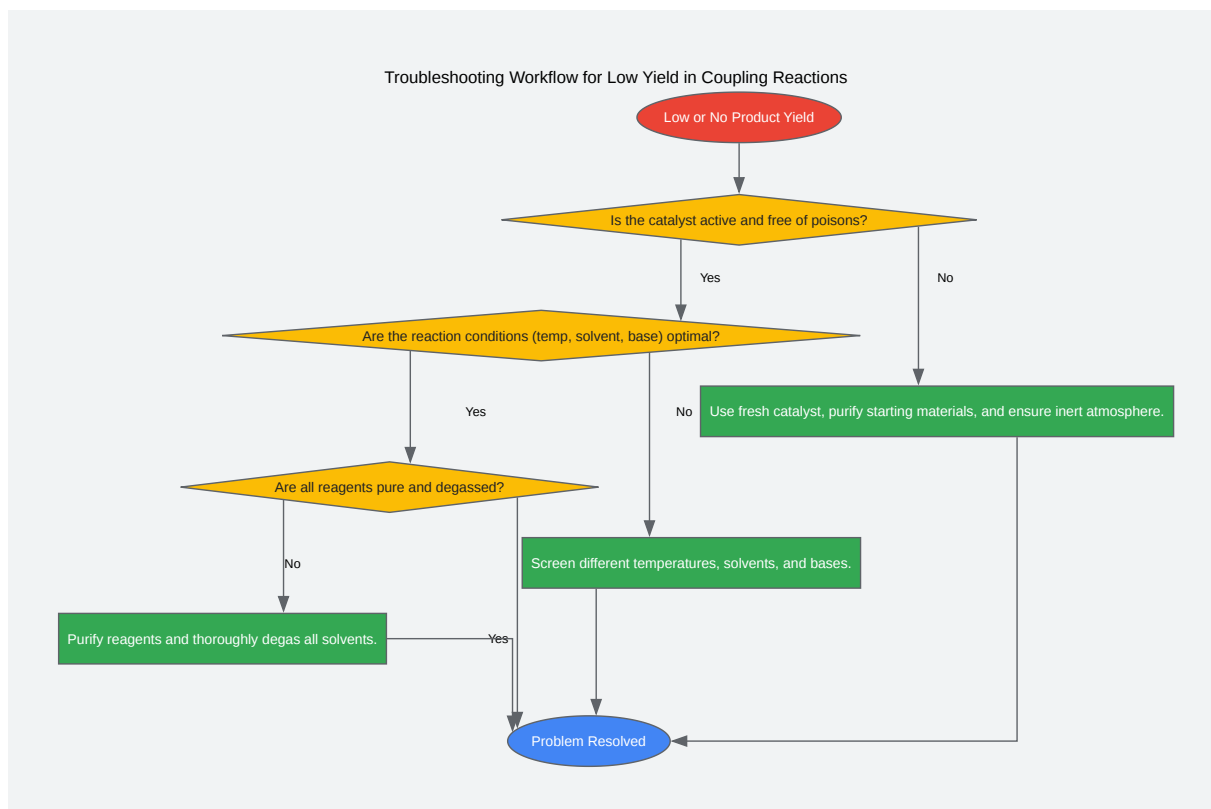 Troubleshooting Workflow for Low Yield in Coupling Reactions
Low or No Product Yield
Is the catalyst active and free of poisons?
Yes
No
Are the reaction conditions (temp, solvent, base) optimal?
Yes
No
Use fresh catalyst, purify starting materials, and ensure inert atmosphere.
Are all reagents pure and degassed?
No
Screen different temperatures, solvents, and bases.
Purify reagents and thoroughly degas all solvents.
Yes
Problem Resolved